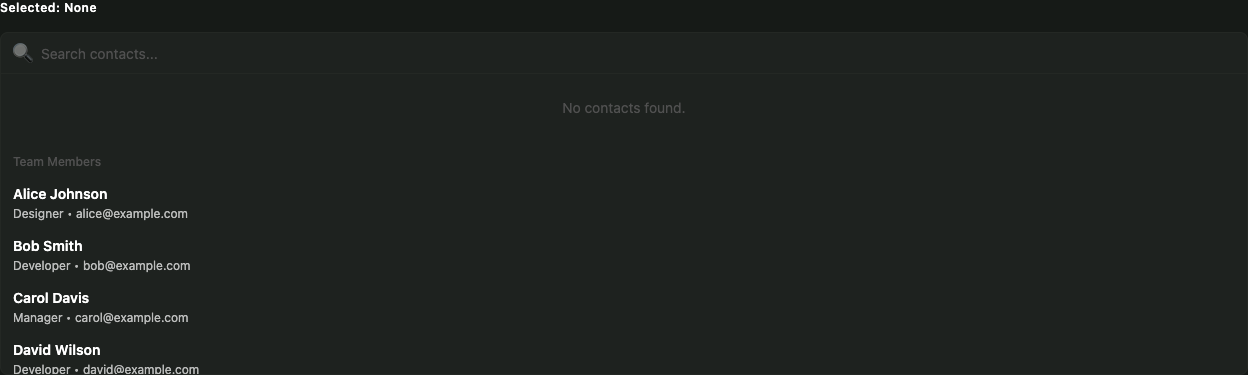 Selected: None
Search contacts...
No contacts found.
Team Members
Alice Johnson
Designer • alice@example.com
Bob Smith
Developer • bob@example.com
Carol Davis
Manager • carol@example.com
David Wilson
Developer • david@example.com